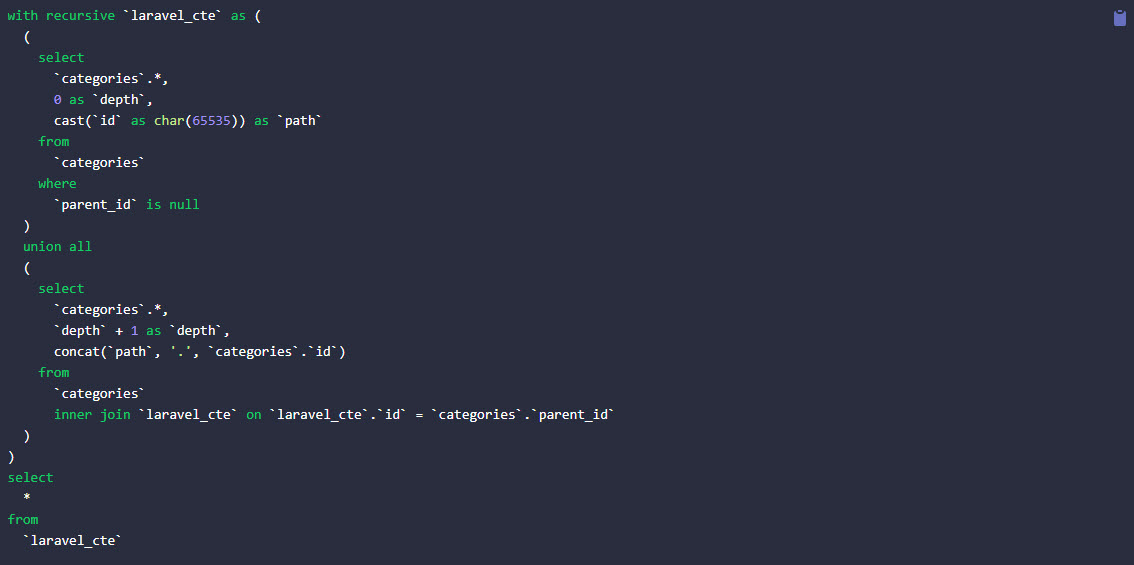 with recursive `laravel_cte` as (
  (
    select
      `categories`.*,
      0 as `depth`,
      cast(`id` as char(65535)) as `path`
    from
      `categories`
    where
      `parent_id` is null
  )
  union all
  (
    select
      `categories`.*,
      `depth` + 1 as `depth`,
      concat(`path`, '.', `categories`.`id`)
    from
      `categories`
      inner join `laravel_cte` on `laravel_cte`.`id` = `categories`.`parent_id`
  )
)
select
  *
from
  `laravel_cte`